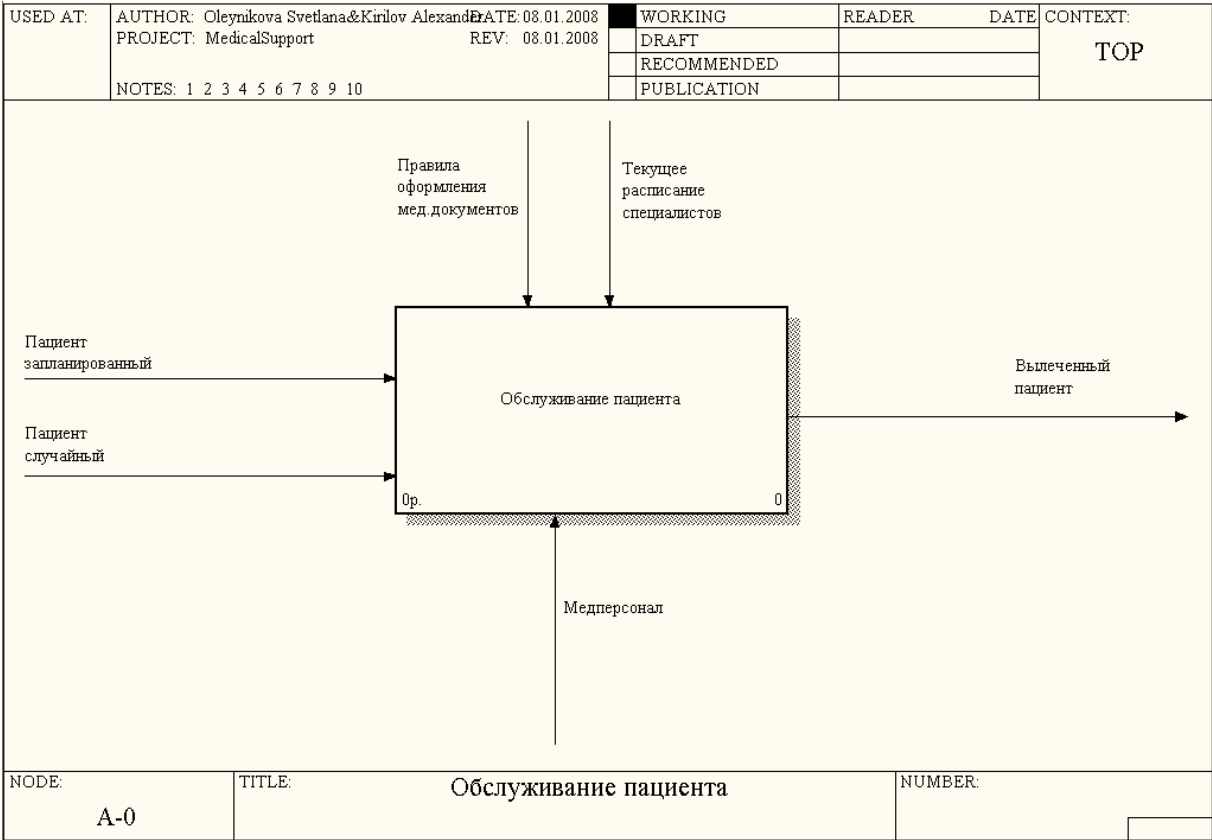 USED AT:
AUTHOR: Oleynikova Svetlana&Kirilov Alexander
DATE: 08.01.2008
PROJECT: MedicalSupport
REV: 08.01.2008
NOTES: 1 2 3 4 5 6 7 8 9 10
WORKING
DRAFT
RECOMMENDED
PUBLICATION
READER
DATE
CONTEXT:
TOP
Правила
оформления
мед.документов
Текущее
расписание
специалистов
Пациент
запланированный
Пациент
случайный
Обслуживание пациента
0р.
0
Вылеченный
пациент
Медперсонал
NODE:
A-0
TITLE:
Обслуживание пациента
NUMBER: